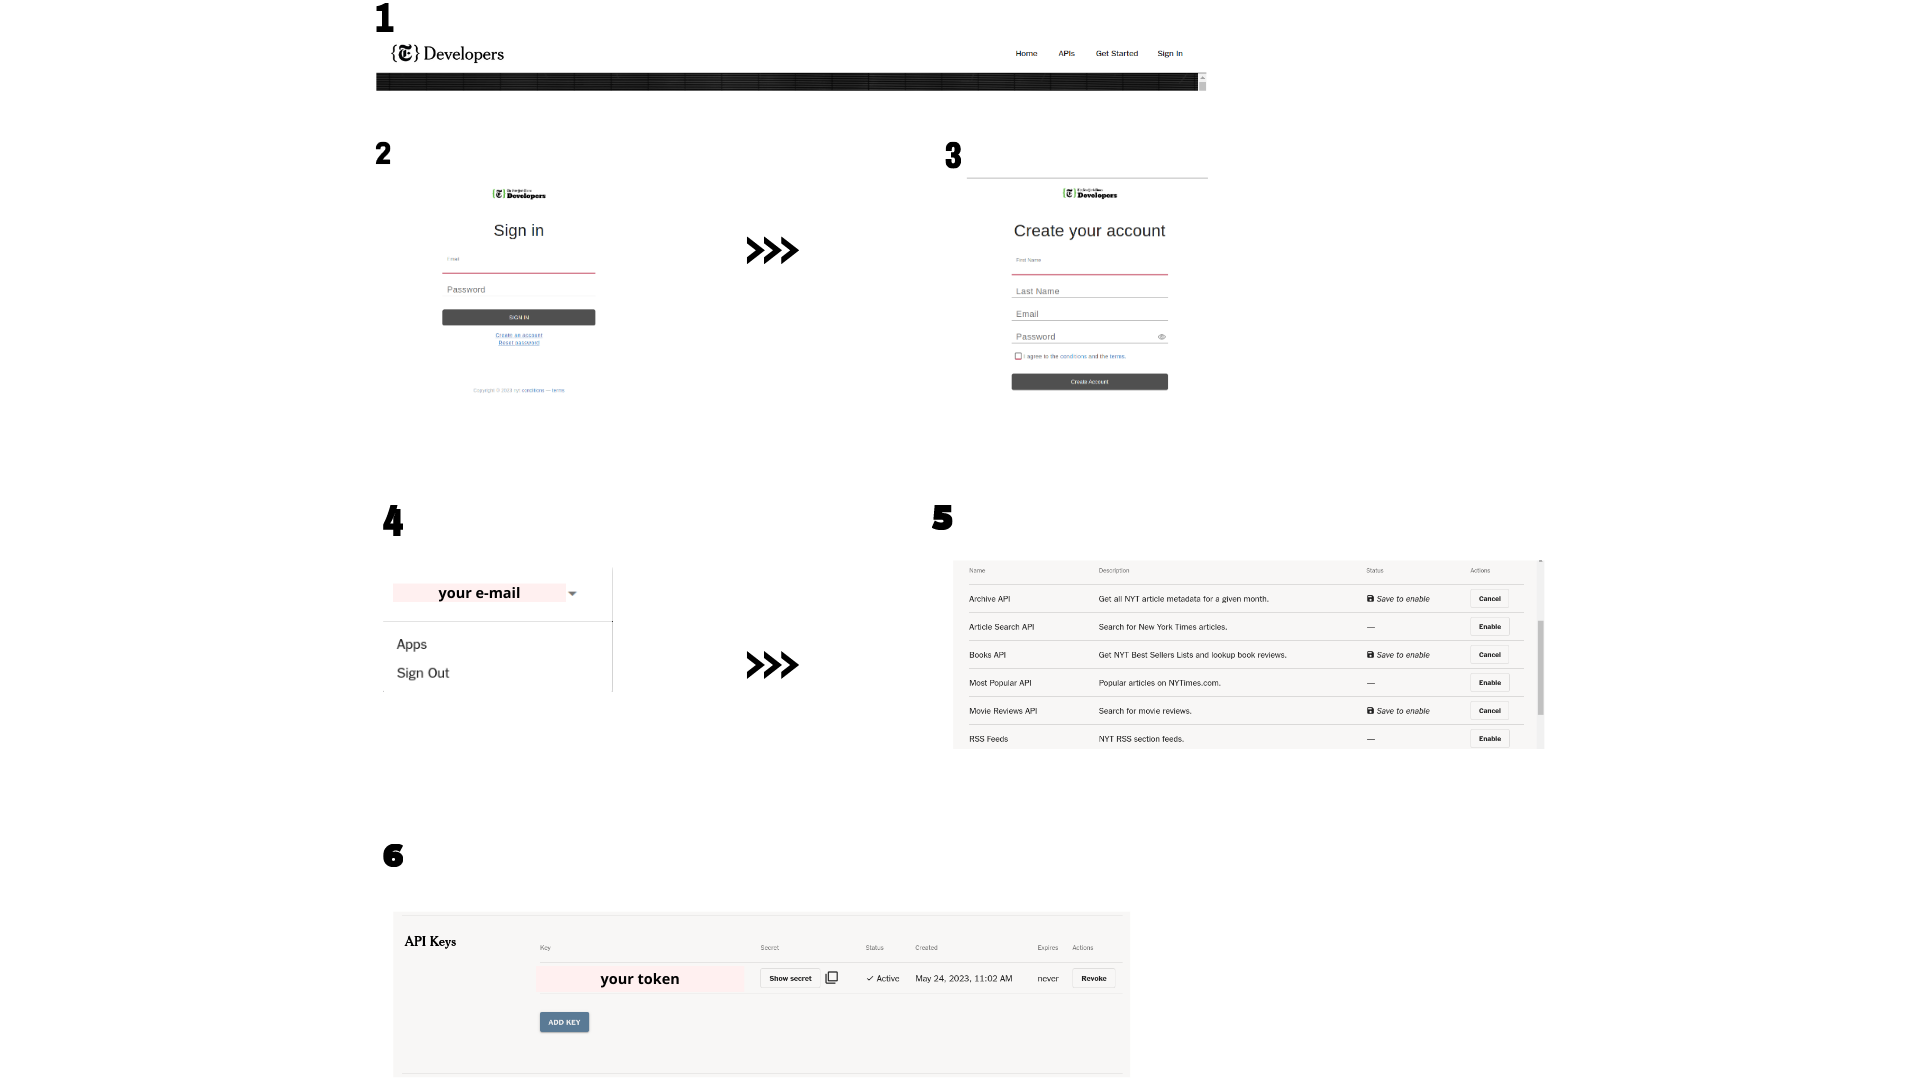 1
{T} Developers Home APIs Get Started Sign In
2
Developers
Sign in
Email
Password
SIGN IN
Create an account
Reset password
conditions — terms
3
Developers
Create your account
First Name
Last Name
Email
Password
I agree to the conditions and the terms.
Create Account
4
your e-mail
Apps
Sign Out
5
Name Description Status Actions
Archive API Get all NYT article metadata for a given month. Save to enable Cancel
Article Search API Search for New York Times articles. — Enable
Books API Get NYT Best Sellers Lists and lookup book reviews. Save to enable Cancel
Most Popular API Popular articles on NYTimes.com. — Enable
Movie Reviews API Search for movie reviews. Save to enable Cancel
RSS Feeds NYT RSS section feeds. — Enable
6
API Keys
Key Secret Status Created Expires Actions
your token Show secret Active May 24, 2023, 11:02 AM never Revoke
ADD KEY